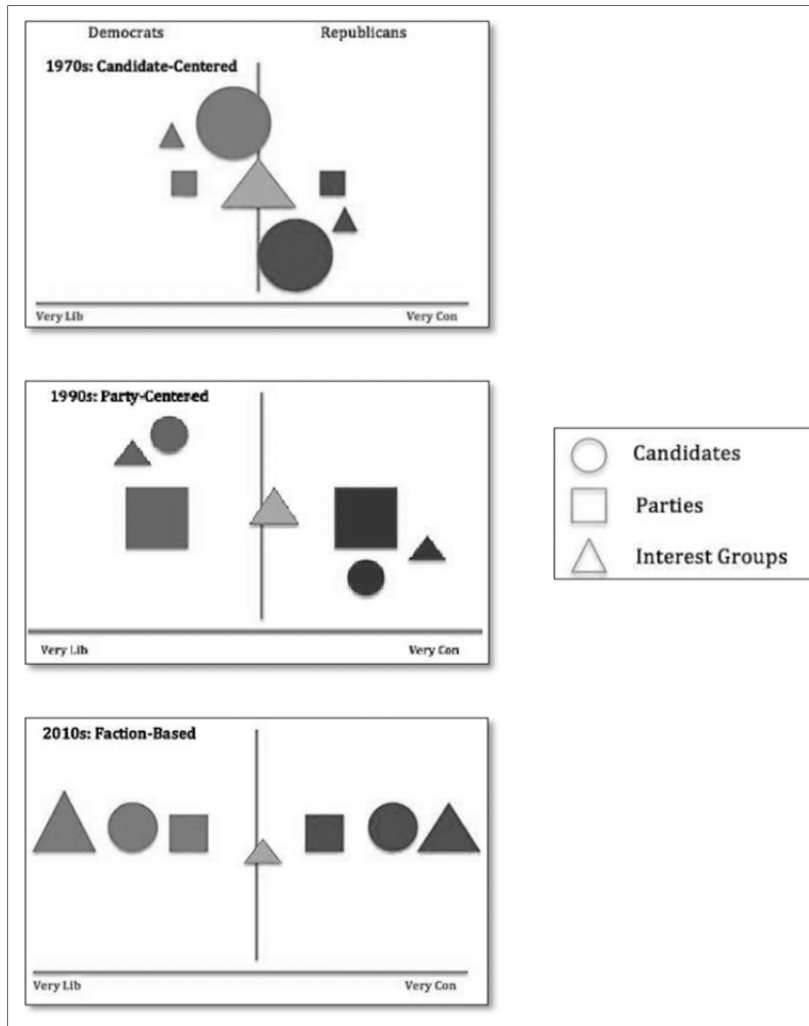 Democrats Republicans
1970s: Candidate-Centered
Very Lib Very Con
1990s: Party-Centered
Very Lib Very Con
Candidates
Parties
Interest Groups
2010s: Faction-Based
Very Lib Very Con